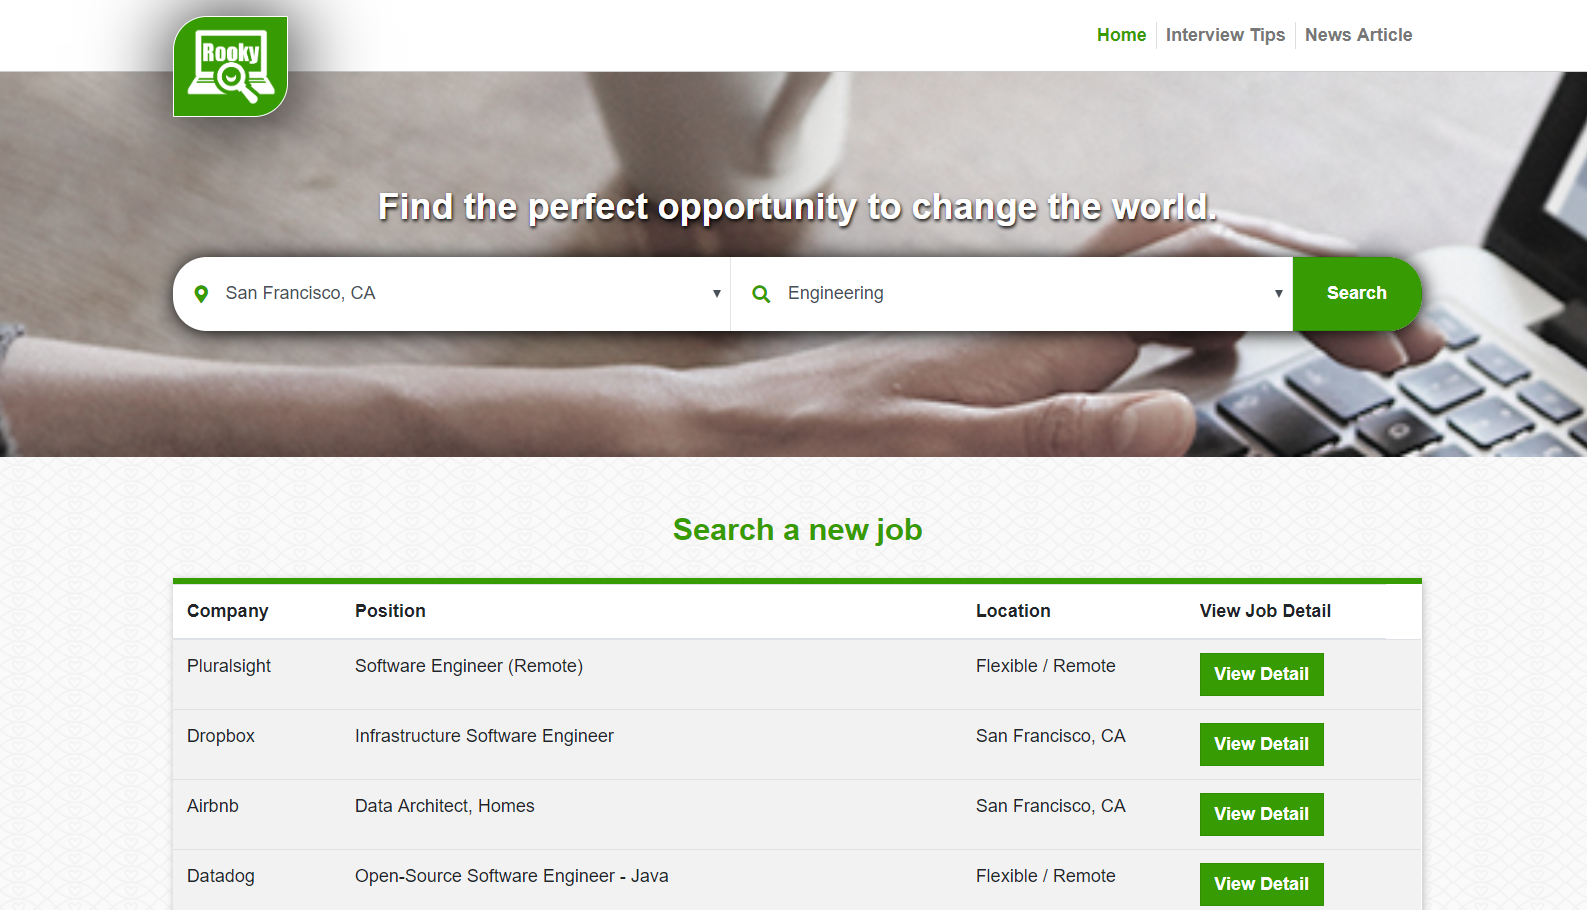 Rooky
Home Interview Tips News Article
Find the perfect opportunity to change the world.
San Francisco, CA ▾ Engineering ▾ Search
Search a new job
Company Position Location View Job Detail
Pluralsight Software Engineer (Remote) Flexible / Remote View Detail
Dropbox Infrastructure Software Engineer San Francisco, CA View Detail
Airbnb Data Architect, Homes San Francisco, CA View Detail
Datadog Open-Source Software Engineer - Java Flexible / Remote View Detail